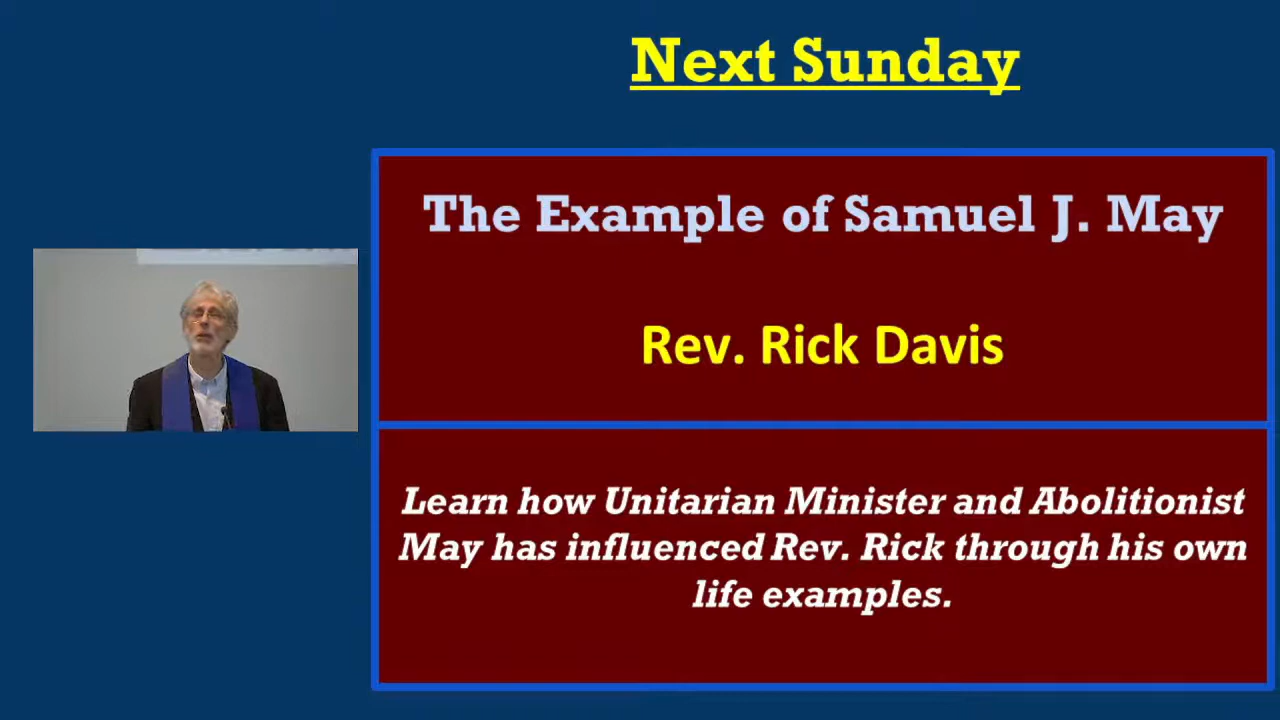 Next Sunday
The Example of Samuel J. May
Rev. Rick Davis
Learn how Unitarian Minister and Abolitionist
May has influenced Rev. Rick through his own
life examples.